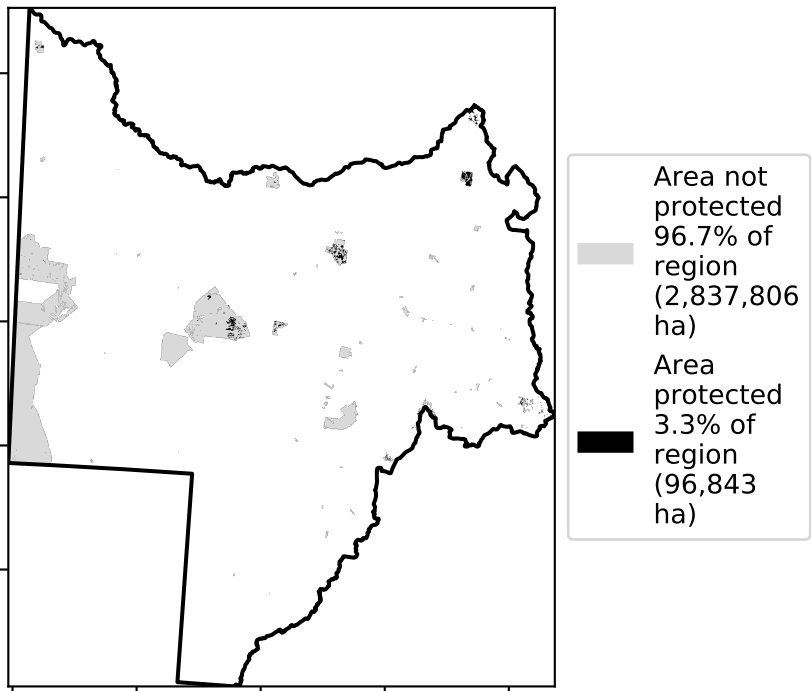 Area not
protected
96.7% of
region
(2,837,806
ha)
Area
protected
3.3% of
region
(96,843
ha)